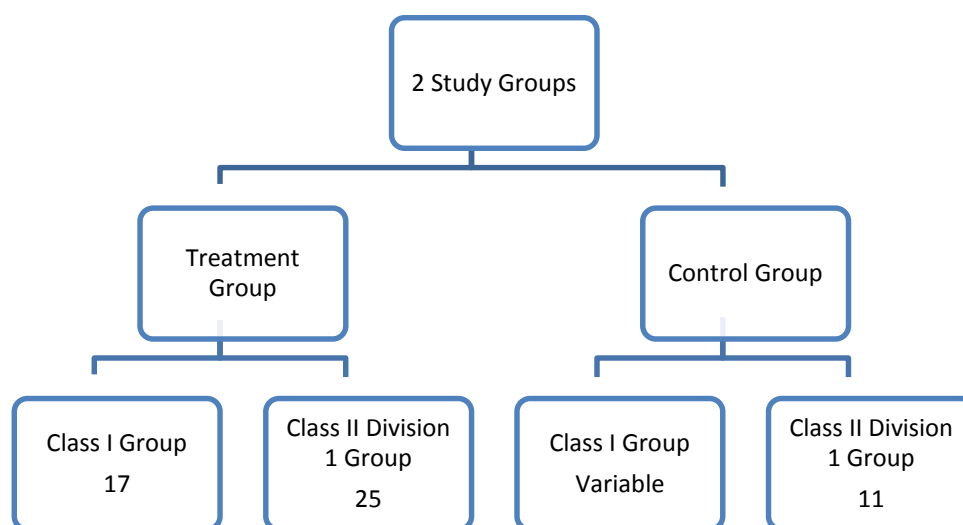 2 Study Groups
Treatment
Group
Control Group
Class I Group
17
Class II Division
1 Group
25
Class I Group
Variable
Class II Division
1 Group
11